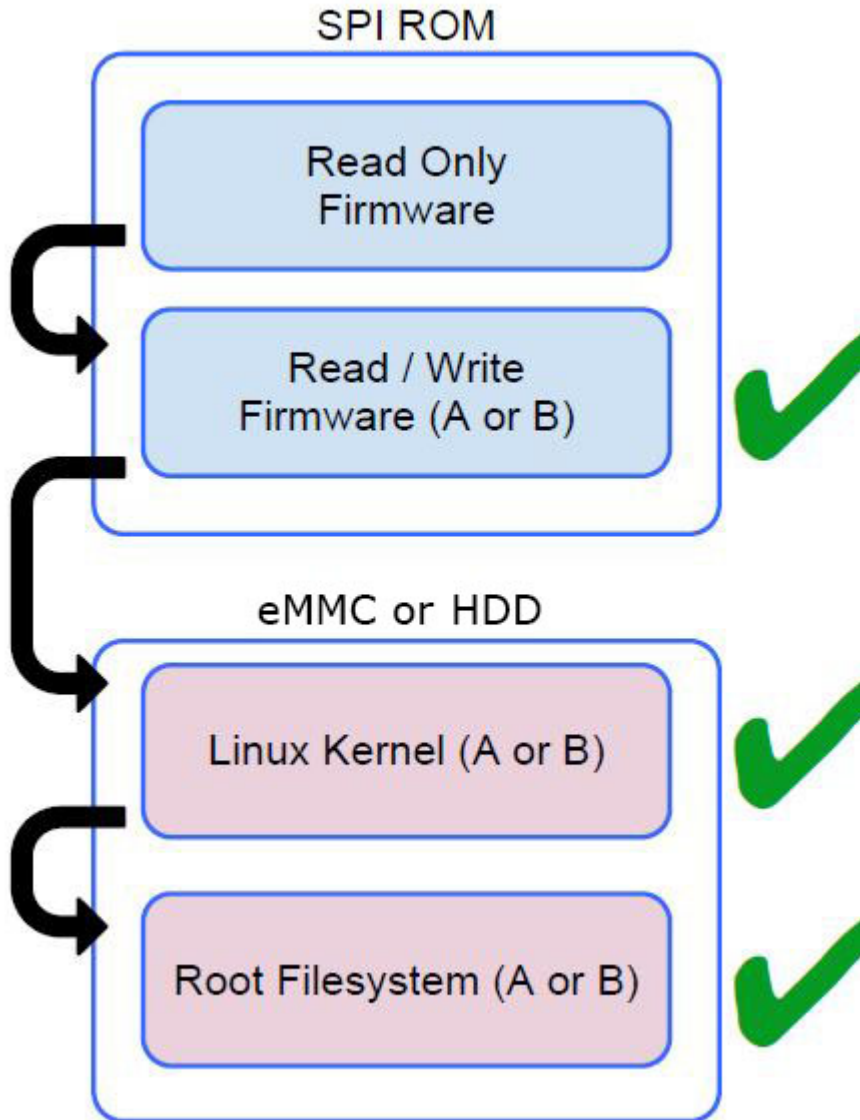 SPI ROM
Read Only
Firmware
Read / Write
Firmware (A or B)
eMMC or HDD
Linux Kernel (A or B)
Root Filesystem (A or B)